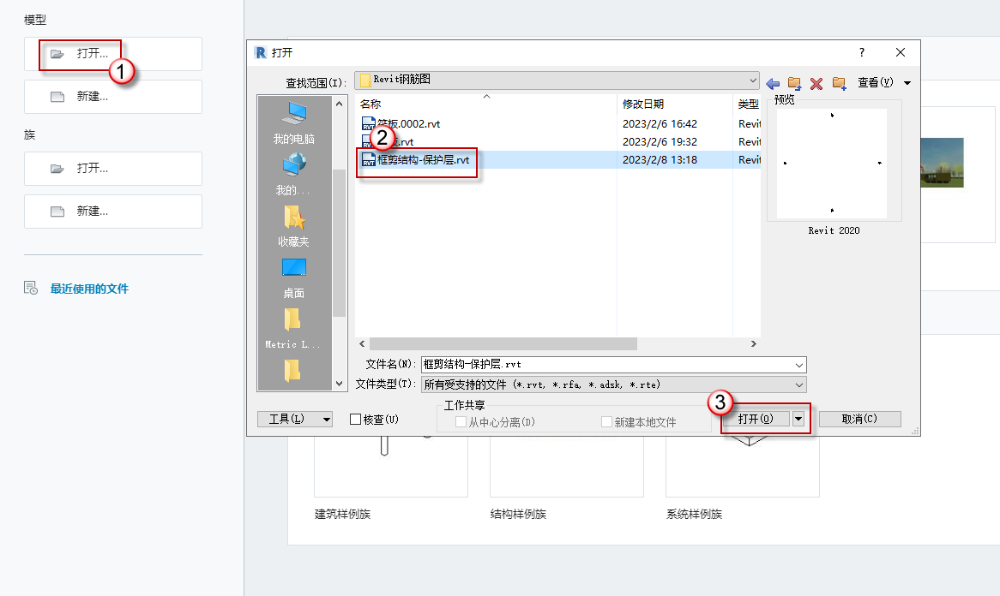 模型
打开...
1
新建...
族
打开...
新建...
最近使用的文件
R 打开
?
查找范围(I):
Revit钢筋图
查看(V)
我的电脑
我的...
收藏夹
桌面
Metric L...
名称
修改日期
类型
筏板.0002.rvt
2023/2/6 16:42
Revit
2
板.rvt
2023/2/6 19:32
Revit
框剪结构-保护层.rvt
2023/2/8 13:18
Revit
预览
Revit 2020
文件名(N):
框剪结构-保护层.rvt
文件类型(T):
所有受支持的文件 (*.rvt, *.rfa, *.adsk, *.rte)
工具(L)
核查(U)
工作共享
从中心分离(D)
新建本地文件
3
打开(O)
取消(C)
建筑样例族
结构样例族
系统样例族